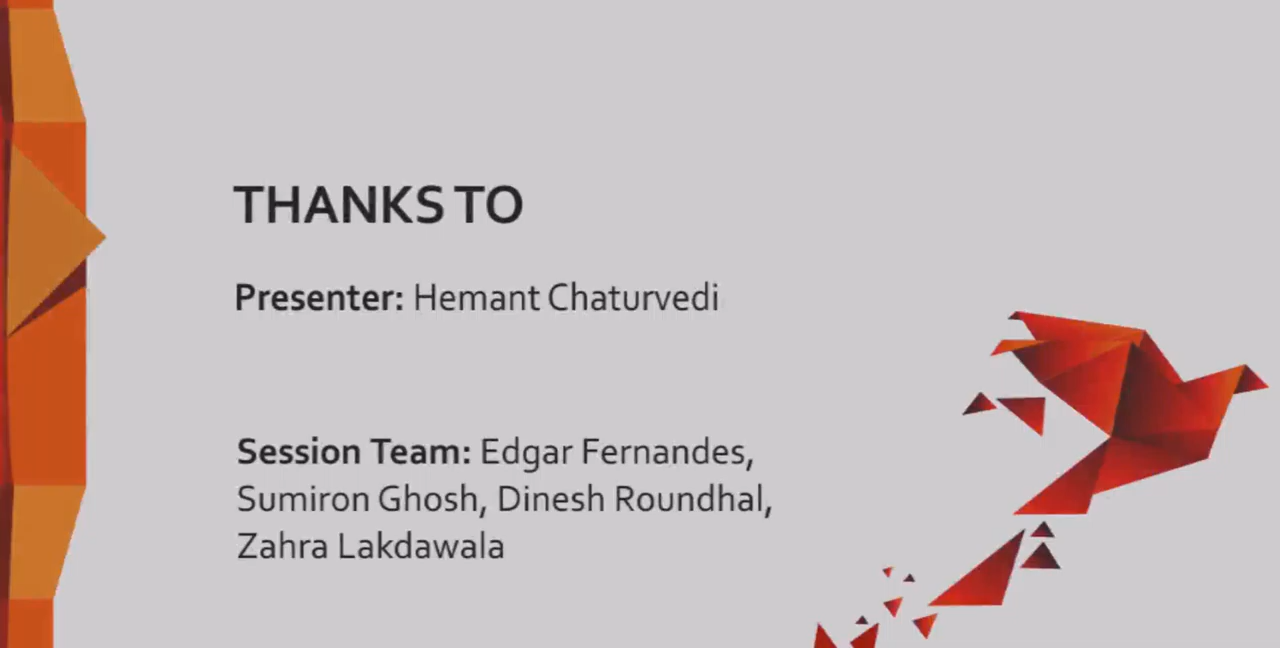 THANKS TO
Presenter: Hemant Chaturvedi
Session Team: Edgar Fernandes,
Sumiron Ghosh, Dinesh Roundhal,
Zahra Lakdawala